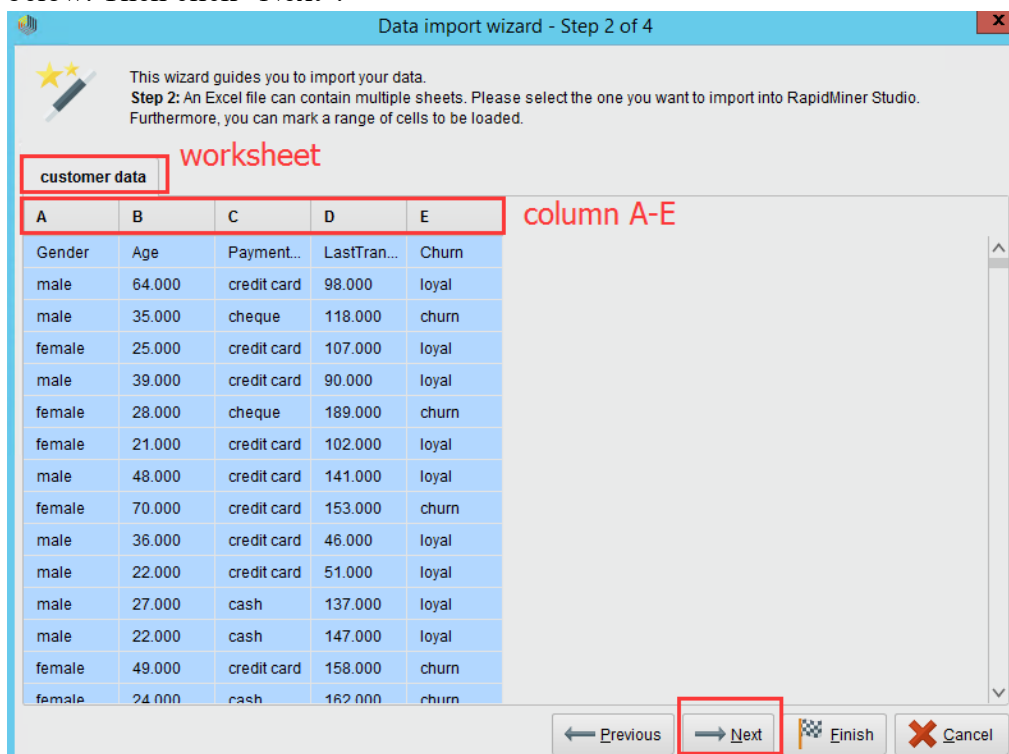 Data import wizard - Step 2 of 4
x
This wizard guides you to import your data.
Step 2: An Excel file can contain multiple sheets. Please select the one you want to import into RapidMiner Studio.
Furthermore, you can mark a range of cells to be loaded.
worksheet
customer data
A B C D E column A-E
Gender Age Payment... LastTran... Churn
male 64.000 credit card 98.000 loyal
male 35.000 cheque 118.000 churn
female 25.000 credit card 107.000 loyal
male 39.000 credit card 90.000 loyal
female 28.000 cheque 189.000 churn
female 21.000 credit card 102.000 loyal
male 48.000 credit card 141.000 loyal
female 70.000 credit card 153.000 churn
male 36.000 credit card 46.000 loyal
male 22.000 credit card 51.000 loyal
male 27.000 cash 137.000 loyal
male 22.000 cash 147.000 loyal
female 49.000 credit card 158.000 churn
female 24.000 cash 162.000 churn
Previous Next Finish Cancel